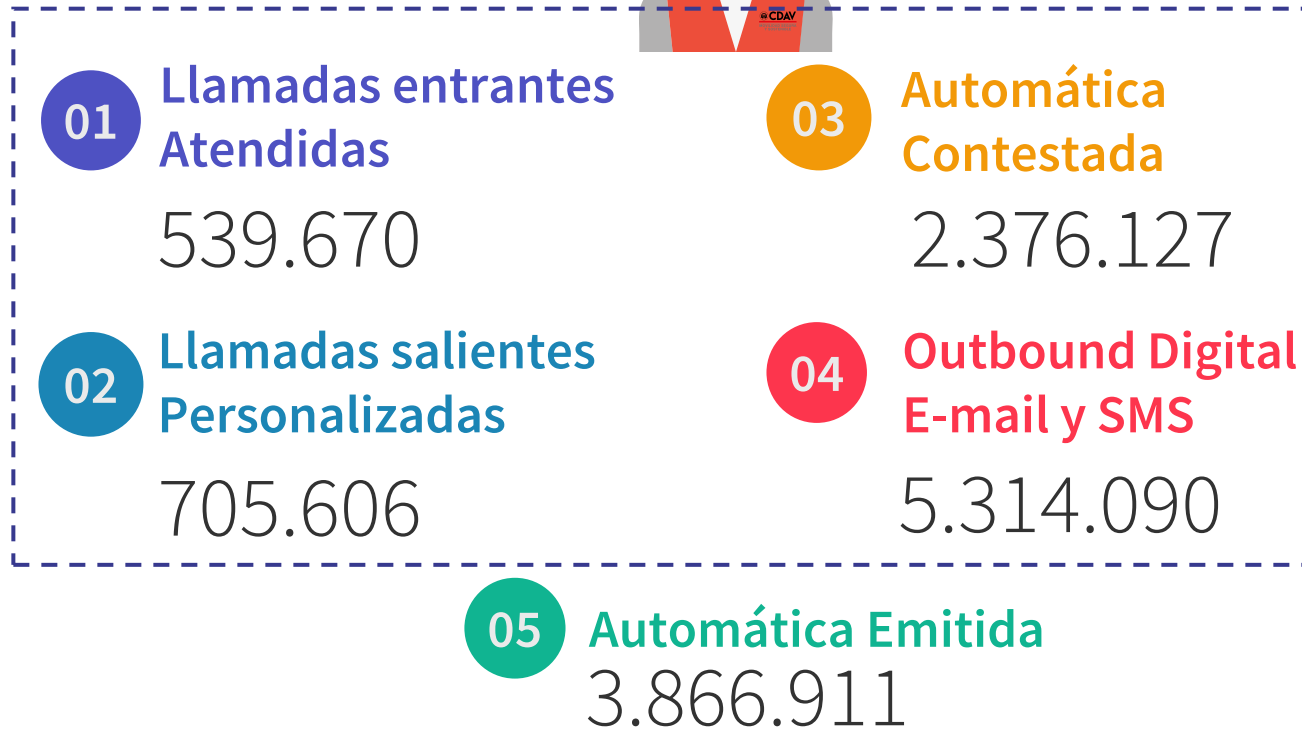 CDAV
01
Llamadas entrantes
Atendidas
539.670
02
Llamadas salientes
Personalizadas
705.606
03
Automática
Contestada
2.376.127
04
Outbound Digital
E-mail y SMS
5.314.090
05
Automática Emitida
3.866.911